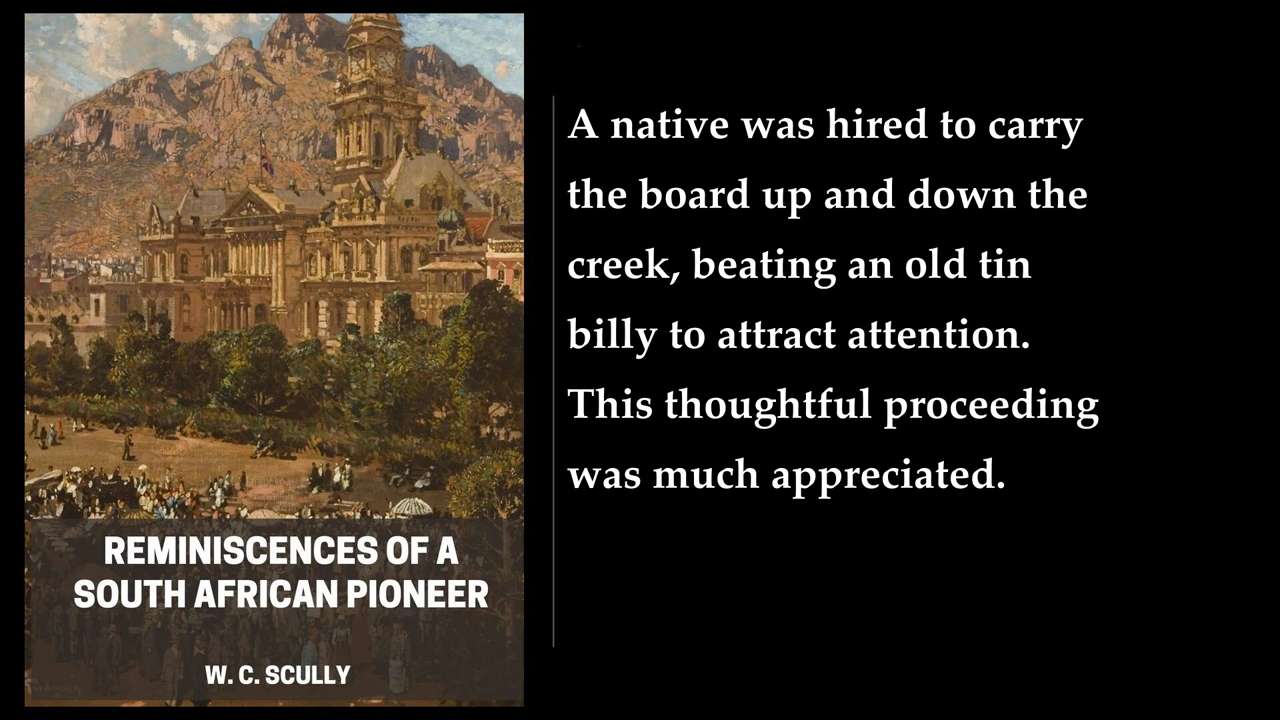 A native was hired to carry
the board up and down the
creek, beating an old tin
billy to attract attention.
This thoughtful proceeding
was much appreciated.
REMINISCENCES OF A
SOUTH AFRICAN PIONEER
W. C. SCULLY